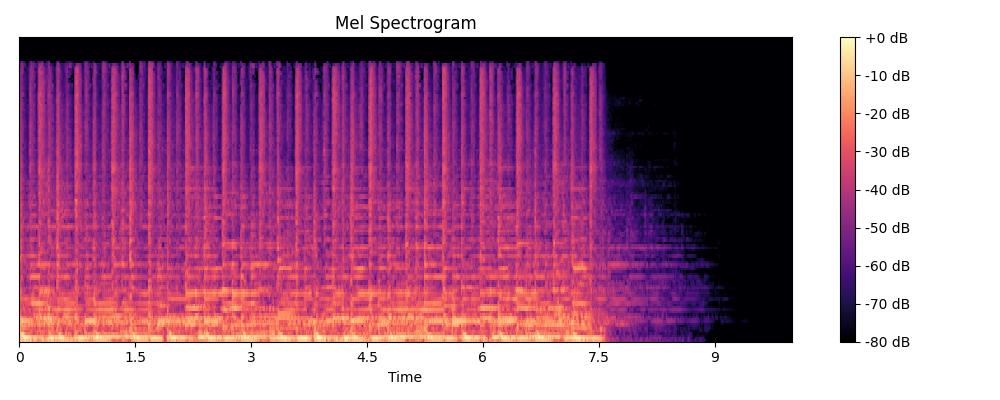 Mel Spectrogram
+0 dB
-10 dB
-20 dB
-30 dB
-40 dB
-50 dB
-60 dB
-70 dB
-80 dB
0 1.5 3 4.5 6 7.5 9
Time